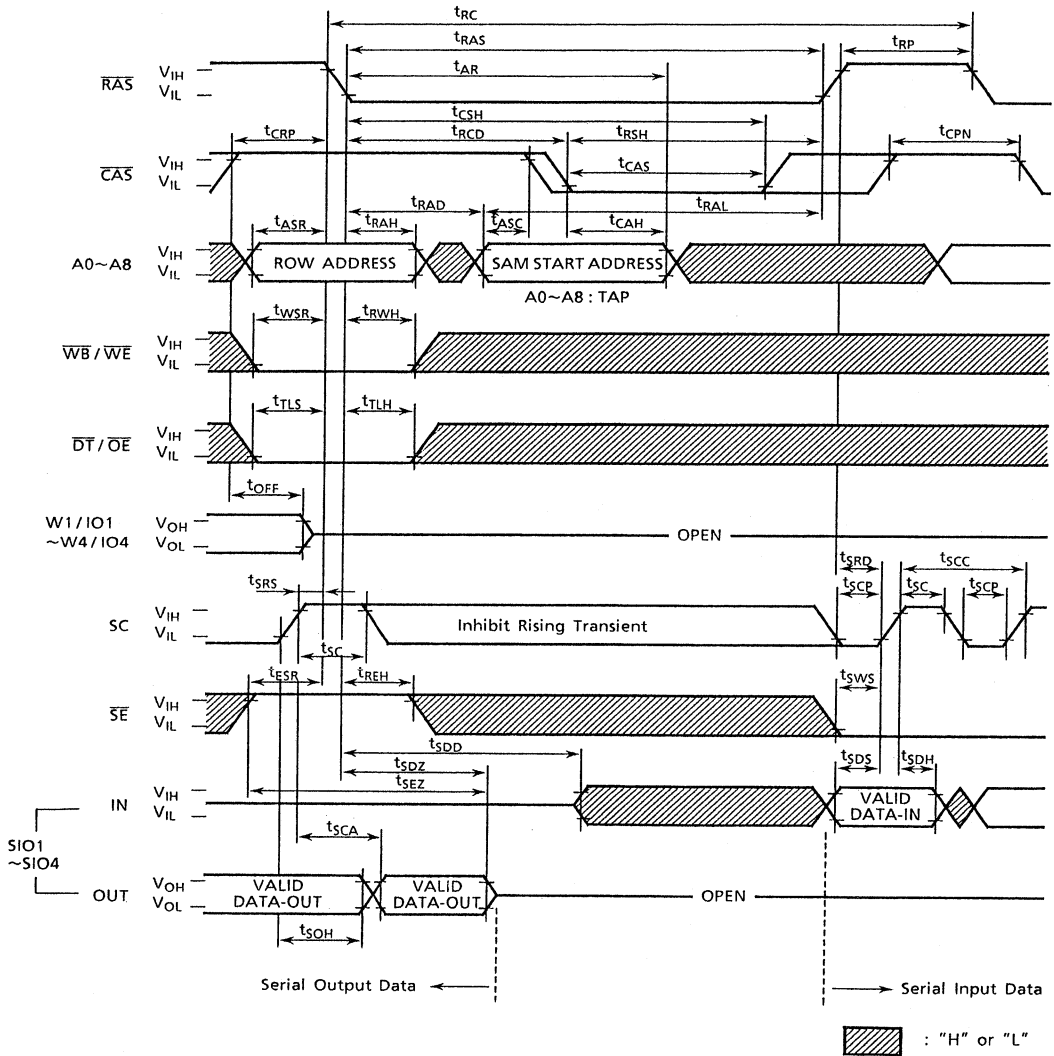 tRC
tRAS
tRP
tAR
RAS VIH VIL
tCSH
tCRP tRCD tRSH tCPN
CAS VIH VIL
tCAS
tRAD tRAL
tASR tRAH tASC tCAH
A0~A8 VIH VIL ROW ADDRESS SAM START ADDRESS
A0~A8 : TAP
tWSR tRWH
WB / WE VIH VIL
tTLS tTLH
DT / OE VIH VIL
tOFF
W1/IO1 ~W4/IO4 VOH VOL OPEN
tSRD tSCC
tSRS tSCP tSC tSCP
SC VIH VIL Inhibit Rising Transient
tSC
tESR tREH tSWS
SE VIH VIL
tSDD
tSDZ tSDS tSDH
tSEZ
IN VIH VIL VALID DATA-IN
tSCA
SIO1 ~SIO4
OUT VOH VOL VALID DATA-OUT VALID DATA-OUT OPEN
tSOH
Serial Output Data Serial Input Data
: "H" or "L"